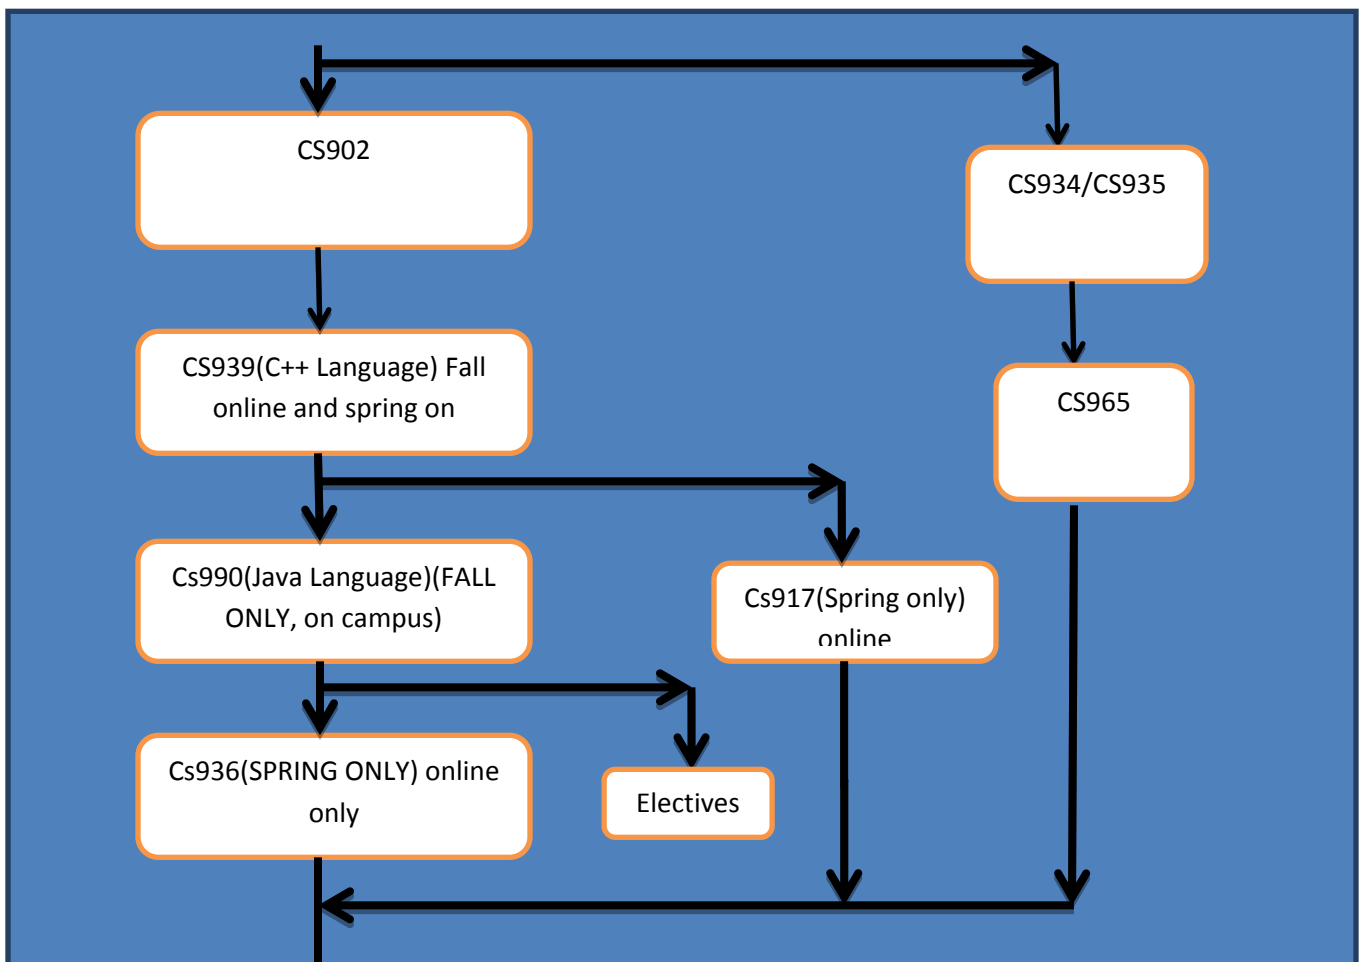 CS902
CS934/CS935
CS939(C++ Language) Fall
online and spring on
CS965
Cs990(Java Language)(FALL
ONLY, on campus)
Cs917(Spring only)
online
Cs936(SPRING ONLY) online
only
Electives